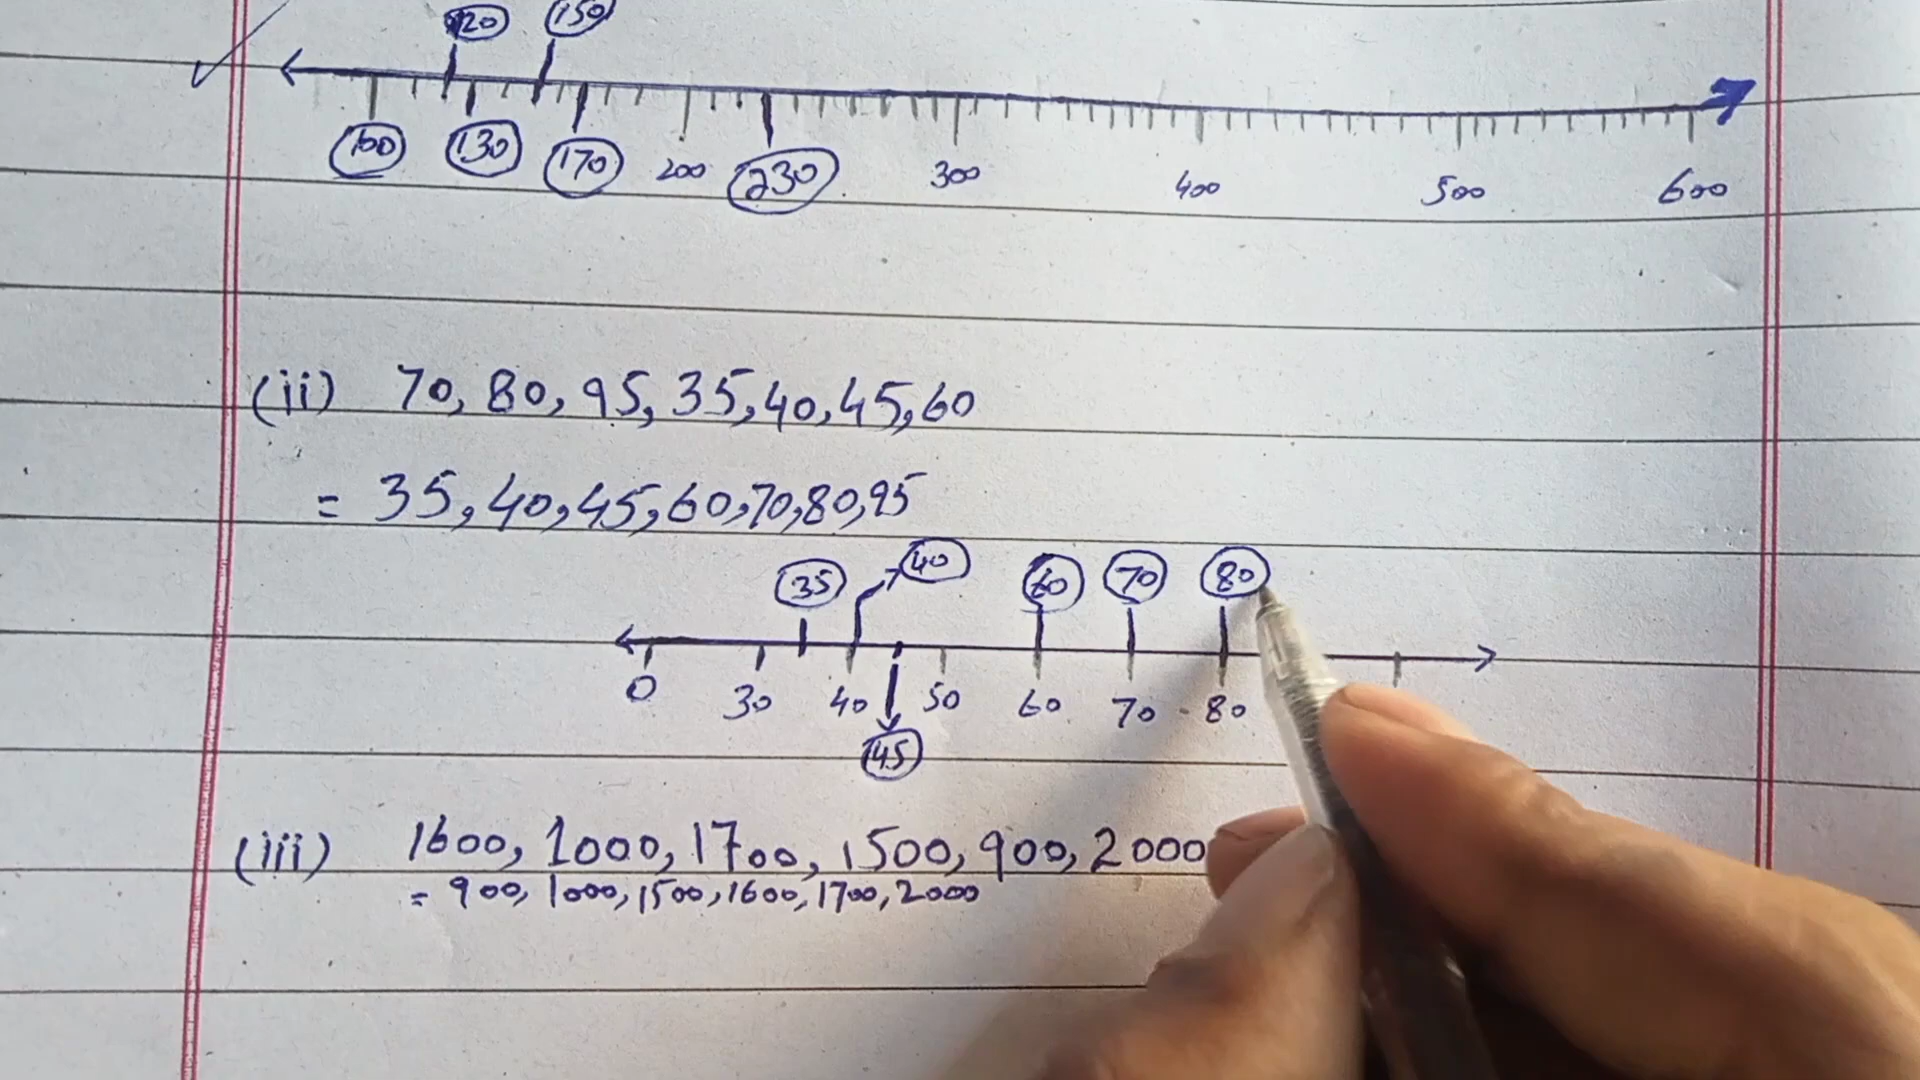 120 150
100 130 170 200 230 300 400 500 600
(ii) 70, 80, 95, 35, 40, 45, 60
= 35, 40, 45, 60, 70, 80, 95
35 40 60 70 80
0 30 40 50 60 70 80
45
(iii) 1600, 1000, 1700, 1500, 900, 2000
= 900, 1000, 1500, 1600, 1700, 2000